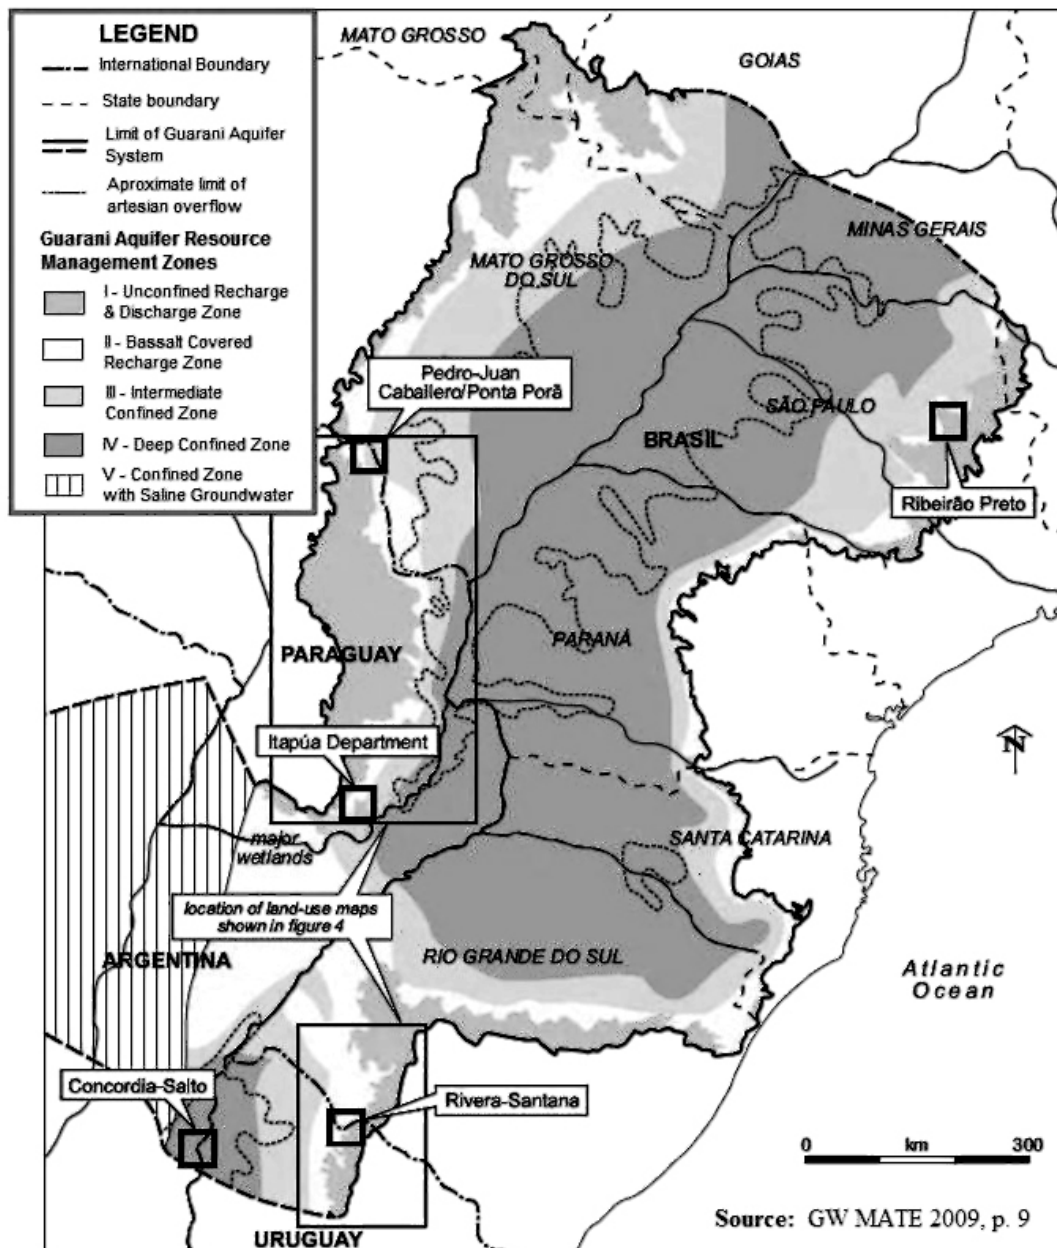 LEGEND
International Boundary
State boundary
Limit of Guarani Aquifer
System
Aproximate limit of
artesian overflow
Guarani Aquifer Resource
Management Zones
I - Unconfined Recharge
& Discharge Zone
II - Bassalt Covered
Recharge Zone
III - Intermediate
Confined Zone
IV - Deep Confined Zone
V - Confined Zone
with Saline Groundwater
MATO GROSSO
GOIAS
MINAS GERAIS
MATO GROSSO
DO SUL
Pedro-Juan
Caballero/Ponta Porã
SÃO PAULO
BRASIL
Ribeirão Preto
PARANÁ
PARAGUAY
Itapúa Department
N
major
wetlands
SANTA CATARINA
location of land-use maps
shown in figure 4
ARGENTINA
RIO GRANDE DO SUL
Atlantic
Ocean
Concordia-Salto
Rivera-Santana
0 km 300
Source: GW MATE 2009, p. 9
URUGUAY